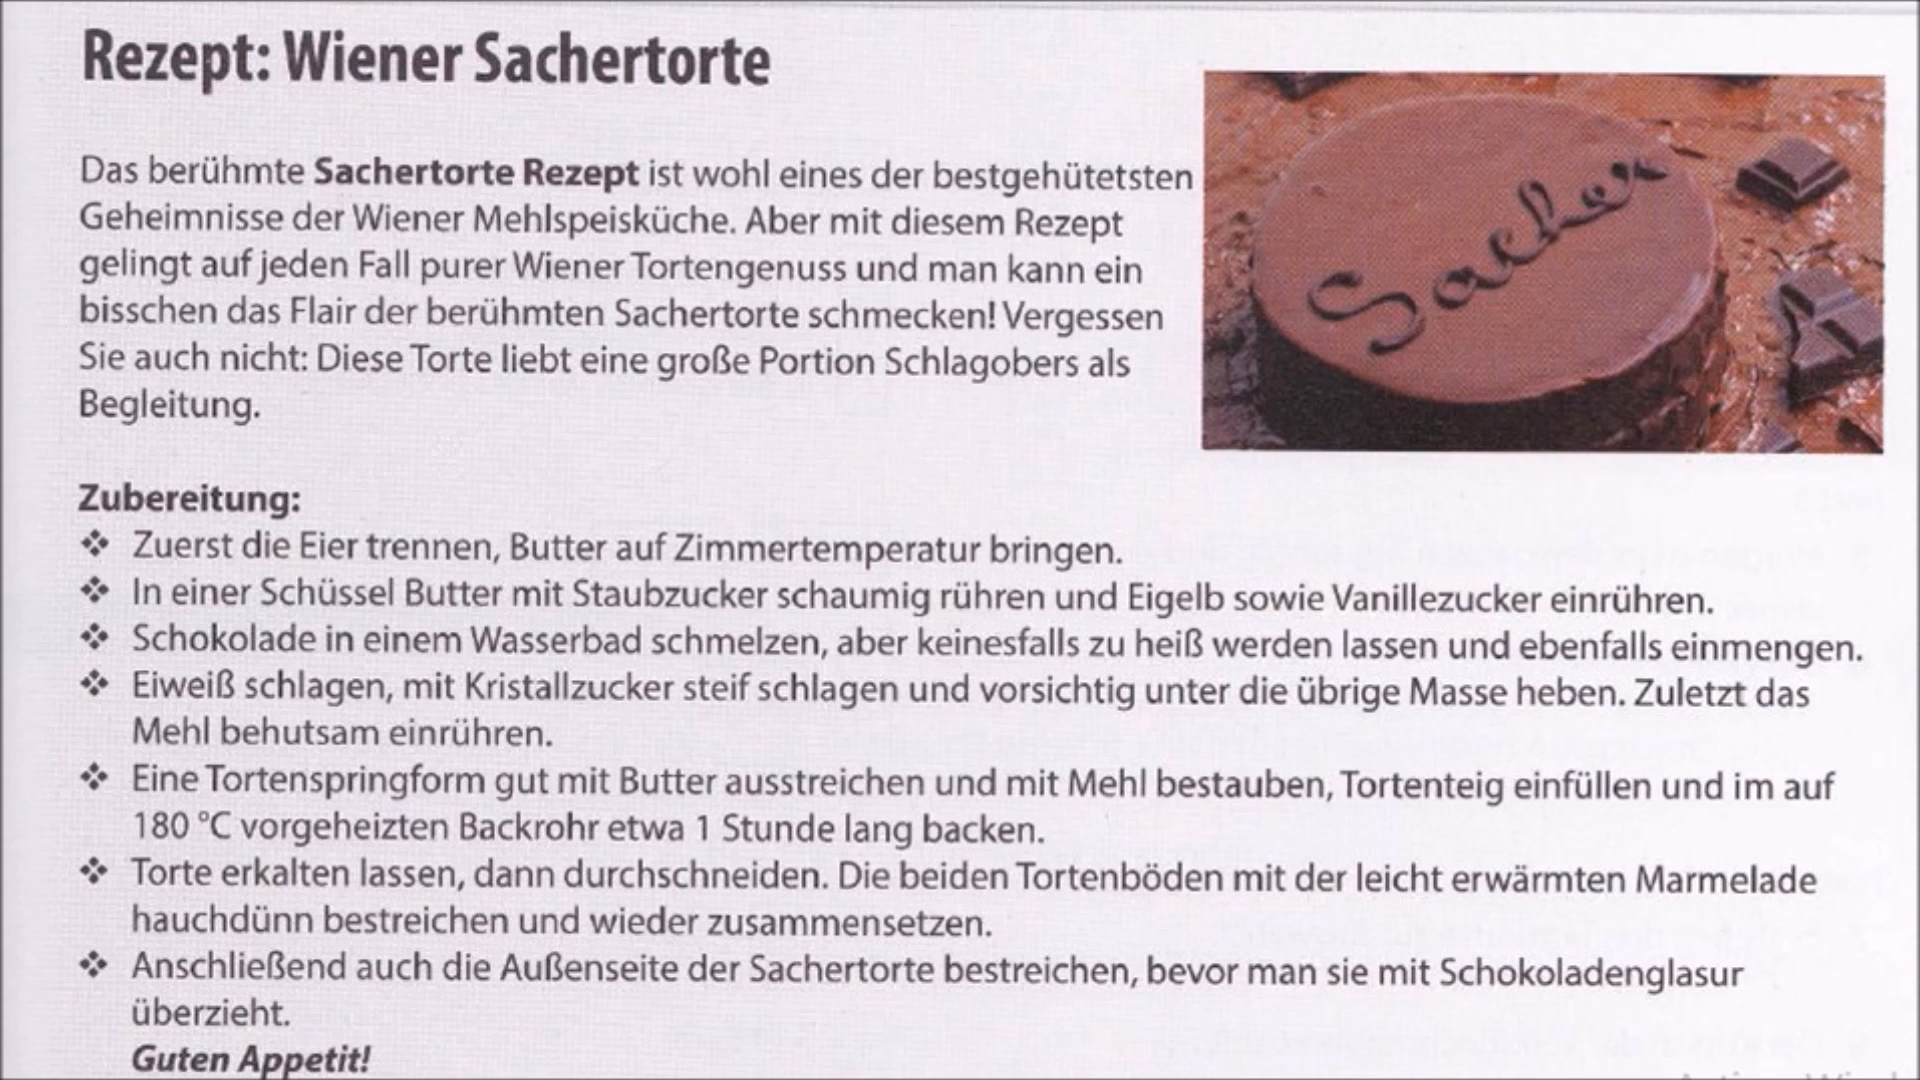 Rezept: Wiener Sachertorte
Das berühmte Sachertorte Rezept ist wohl eines der bestgehütetsten
Geheimnisse der Wiener Mehlspeisküche. Aber mit diesem Rezept
gelingt auf jeden Fall purer Wiener Tortengenuss und man kann ein
bisschen das Flair der berühmten Sachertorte schmecken! Vergessen
Sie auch nicht: Diese Torte liebt eine große Portion Schlagobers als
Begleitung.
Sacher
Zubereitung:
❖ Zuerst die Eier trennen, Butter auf Zimmertemperatur bringen.
❖ In einer Schüssel Butter mit Staubzucker schaumig rühren und Eigelb sowie Vanillezucker einrühren.
❖ Schokolade in einem Wasserbad schmelzen, aber keinesfalls zu heiß werden lassen und ebenfalls einmengen.
❖ Eiweiß schlagen, mit Kristallzucker steif schlagen und vorsichtig unter die übrige Masse heben. Zuletzt das
Mehl behutsam einrühren.
❖ Eine Tortenspringform gut mit Butter ausstreichen und mit Mehl bestauben, Tortenteig einfüllen und im auf
180 °C vorgeheizten Backrohr etwa 1 Stunde lang backen.
❖ Torte erkalten lassen, dann durchschneiden. Die beiden Tortenböden mit der leicht erwärmten Marmelade
hauchdünn bestreichen und wieder zusammensetzen.
❖ Anschließend auch die Außenseite der Sachertorte bestreichen, bevor man sie mit Schokoladenglasur
überzieht.
Guten Appetit!